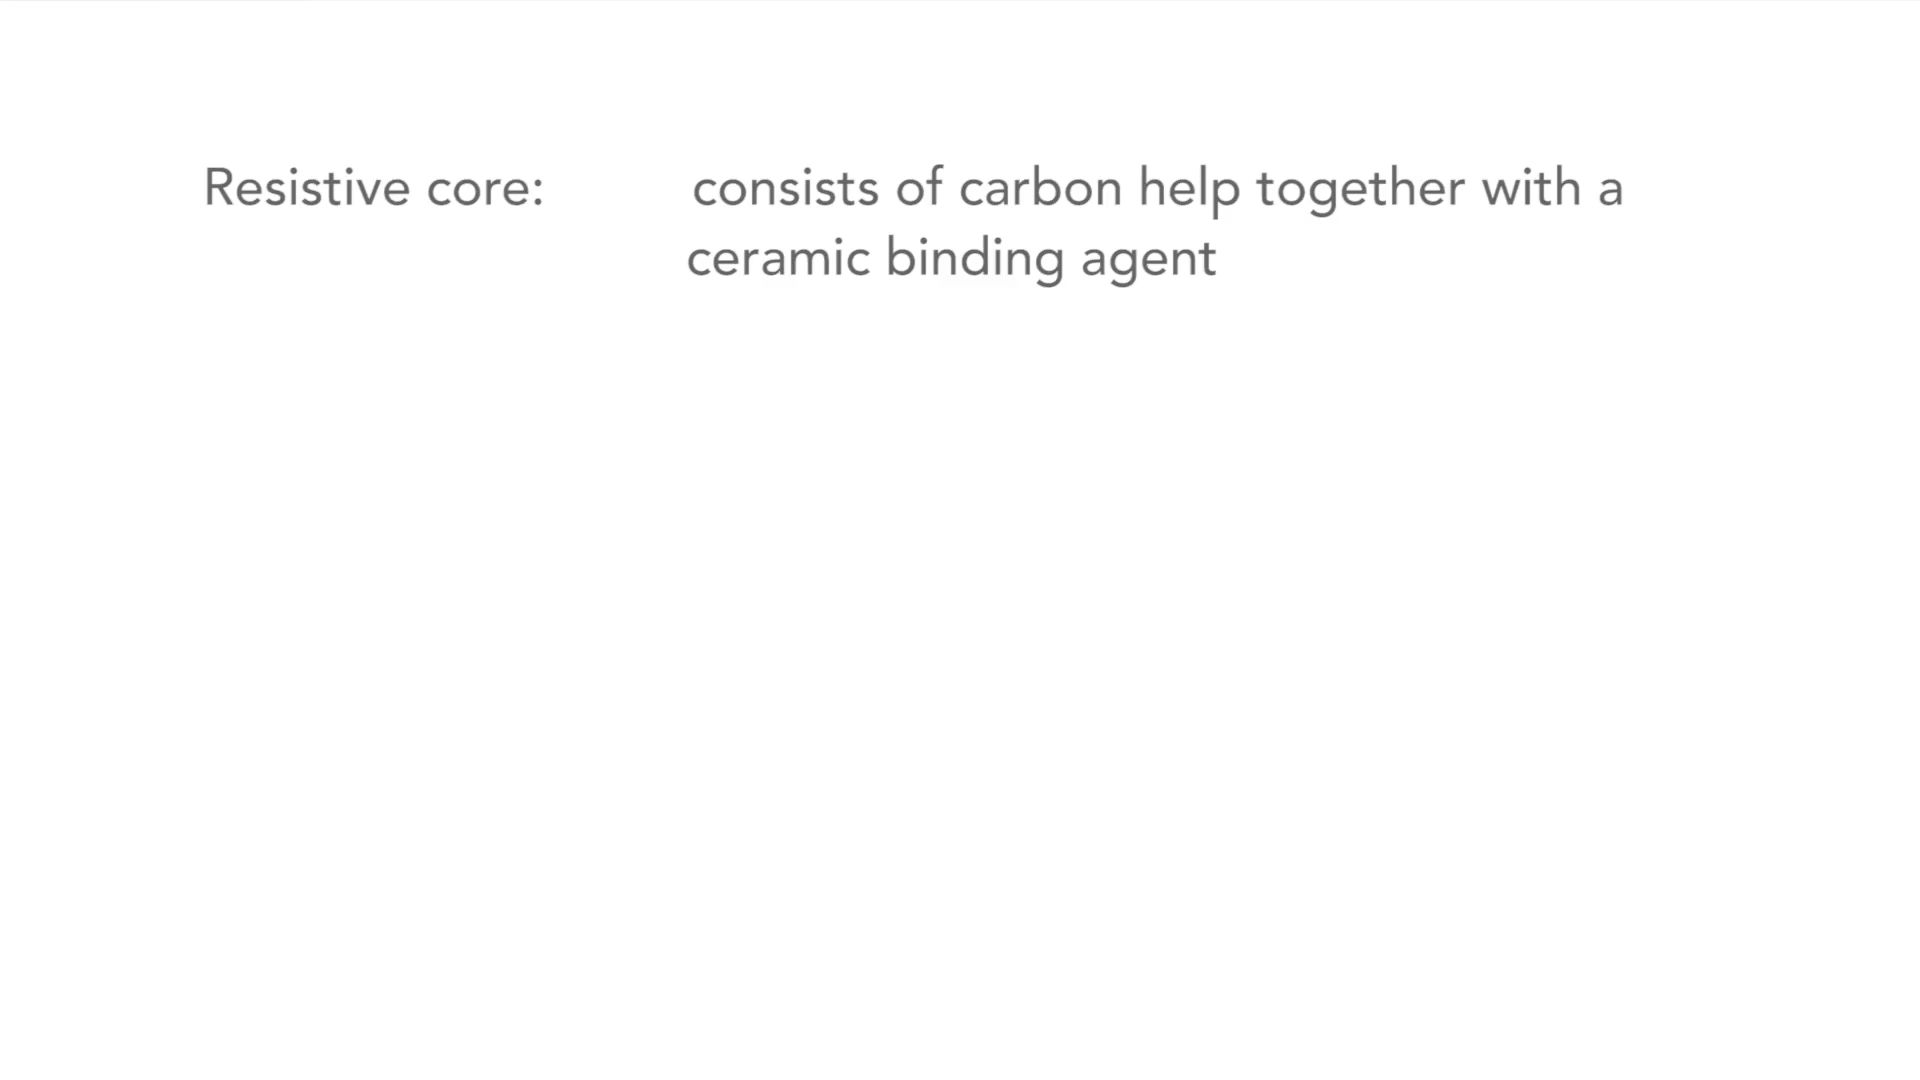 Resistive core: consists of carbon help together with a
ceramic binding agent